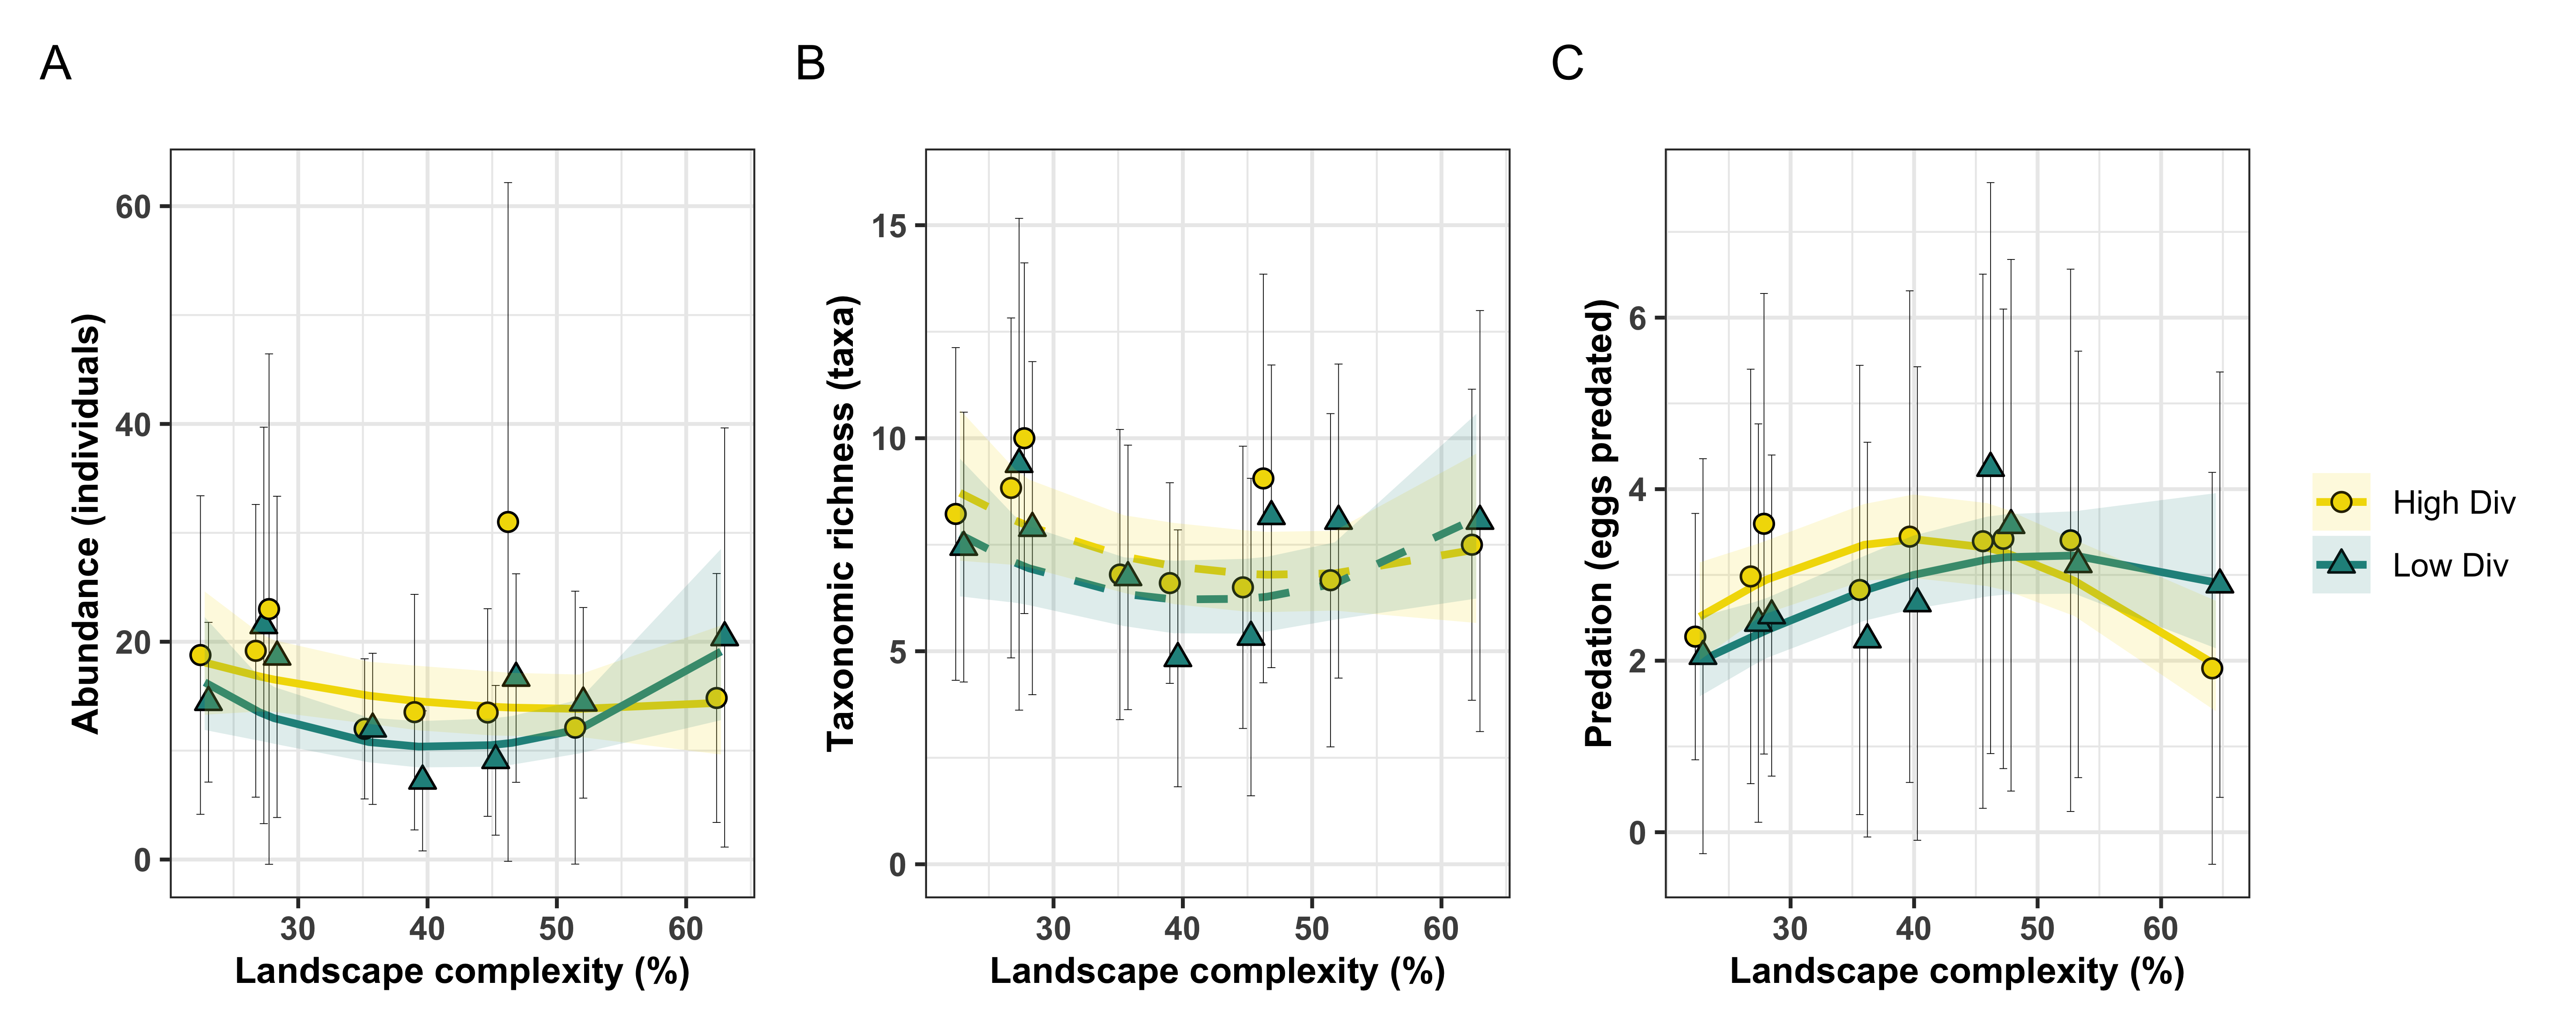 A
B
C
Abundance (individuals)
60
40
20
0
30 40 50 60
Landscape complexity (%)
Taxonomic richness (taxa)
15
10
5
0
30 40 50 60
Landscape complexity (%)
Predation (eggs predated)
6
4
2
0
30 40 50 60
Landscape complexity (%)
High Div
Low Div